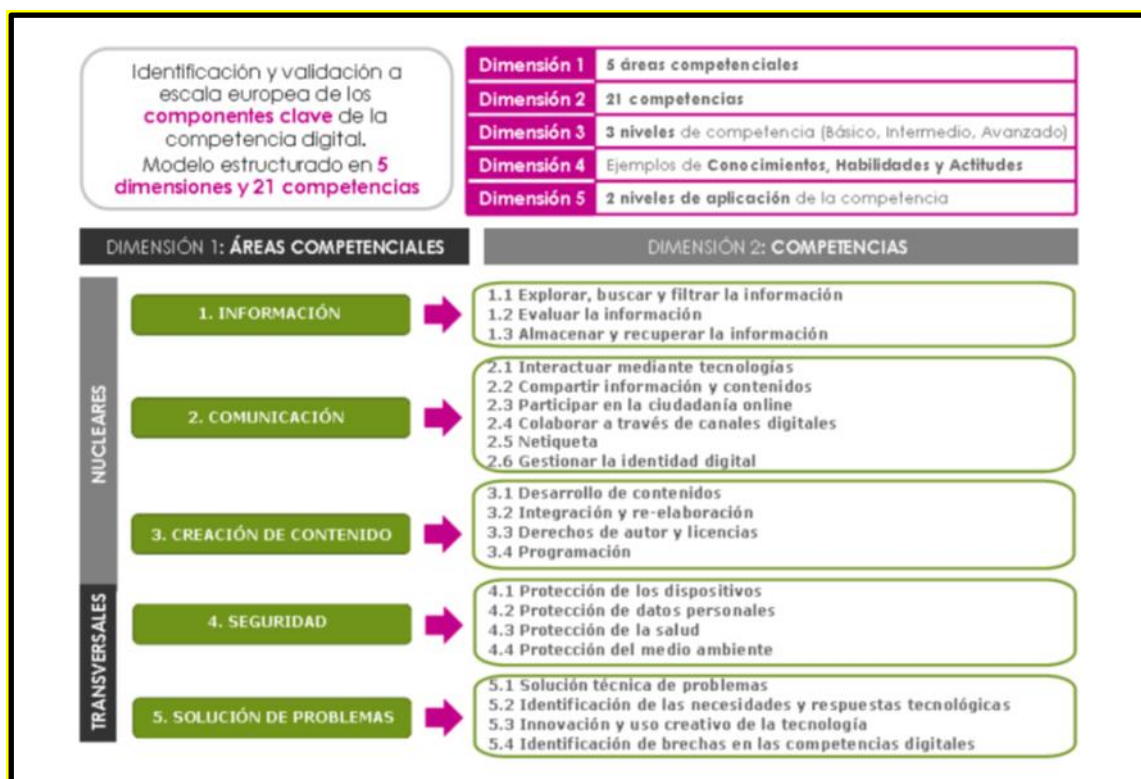 Identificación y validación a
escala europea de los
componentes clave de la
competencia digital.
Modelo estructurado en 5
dimensiones y 21 competencias
Dimensión 1 5 áreas competenciales
Dimensión 2 21 competencias
Dimensión 3 3 niveles de competencia (Básico, Intermedio, Avanzado)
Dimensión 4 Ejemplos de Conocimientos, Habilidades y Actitudes
Dimensión 5 2 niveles de aplicación de la competencia
DIMENSIÓN 1: ÁREAS COMPETENCIALES
DIMENSIÓN 2: COMPETENCIAS
NUCLEARES
1. INFORMACIÓN
1.1 Explorar, buscar y filtrar la información
1.2 Evaluar la información
1.3 Almacenar y recuperar la información
2. COMUNICACIÓN
2.1 Interactuar mediante tecnologías
2.2 Compartir información y contenidos
2.3 Participar en la ciudadanía online
2.4 Colaborar a través de canales digitales
2.5 Netiqueta
2.6 Gestionar la identidad digital
3. CREACIÓN DE CONTENIDO
3.1 Desarrollo de contenidos
3.2 Integración y re-elaboración
3.3 Derechos de autor y licencias
3.4 Programación
TRANSVERSALES
4. SEGURIDAD
4.1 Protección de los dispositivos
4.2 Protección de datos personales
4.3 Protección de la salud
4.4 Protección del medio ambiente
5. SOLUCIÓN DE PROBLEMAS
5.1 Solución técnica de problemas
5.2 Identificación de las necesidades y respuestas tecnológicas
5.3 Innovación y uso creativo de la tecnología
5.4 Identificación de brechas en las competencias digitales